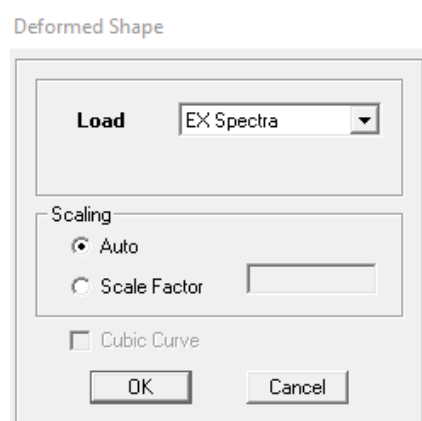 Deformed Shape
Load EX Spectra
Scaling
Auto
Scale Factor
Cubic Curve
OK Cancel